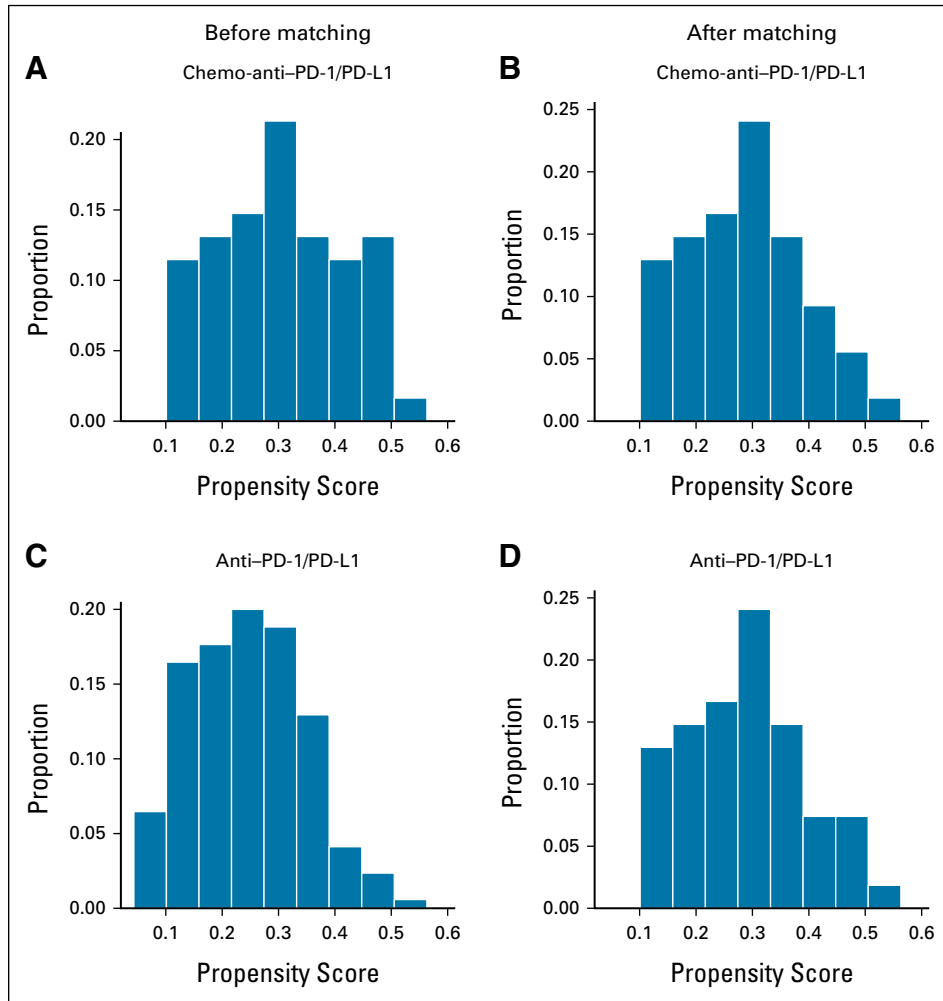 Before matching
After matching
A
Chemo-anti–PD-1/PD-L1
B
Chemo-anti–PD-1/PD-L1
Proportion
0.20
0.15
0.10
0.05
0.00
0.1 0.2 0.3 0.4 0.5 0.6
Propensity Score
Proportion
0.25
0.20
0.15
0.10
0.05
0.00
0.1 0.2 0.3 0.4 0.5 0.6
Propensity Score
C
Anti–PD-1/PD-L1
D
Anti–PD-1/PD-L1
Proportion
0.20
0.15
0.10
0.05
0.00
0.1 0.2 0.3 0.4 0.5 0.6
Propensity Score
Proportion
0.25
0.20
0.15
0.10
0.05
0.00
0.1 0.2 0.3 0.4 0.5 0.6
Propensity Score